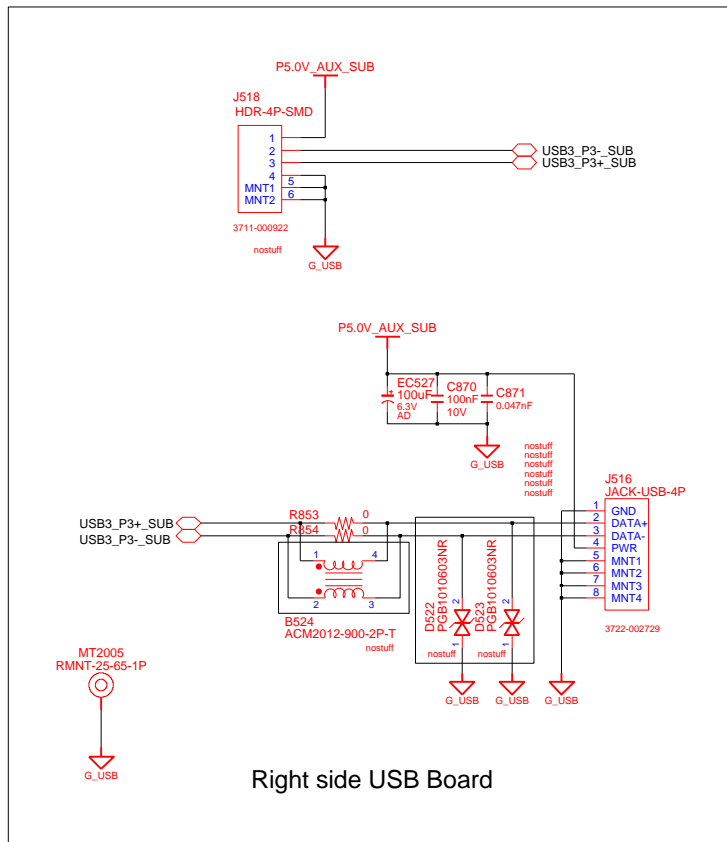 P5.0V_AUX_SUB
J518
HDR-4P-SMD
1
2
3
4
MNT1 5
MNT2 6
USB3_P3-_SUB
USB3_P3+_SUB
3711-000922
nostuff
G_USB
P5.0V_AUX_SUB
EC527
100uF
6.3V
AD
C870
100nF
10V
C871
0.047nF
G_USB
nostuff
nostuff
nostuff
nostuff
nostuff
J516
JACK-USB-4P
1 GND
2 DATA+
3 DATA-
4 PWR
5 MNT1
6 MNT2
7 MNT3
8 MNT4
3722-002729
USB3_P3+_SUB
USB3_P3-_SUB
R853 0
R854 0
1 4
2 3
B524
ACM2012-900-2P-T
nostuff
D522
PGB1010603NR
2
1
nostuff
D523
PGB1010603NR
2
1
nostuff
G_USB
G_USB
G_USB
MT2005
RMNT-25-65-1P
G_USB
Right side USB Board